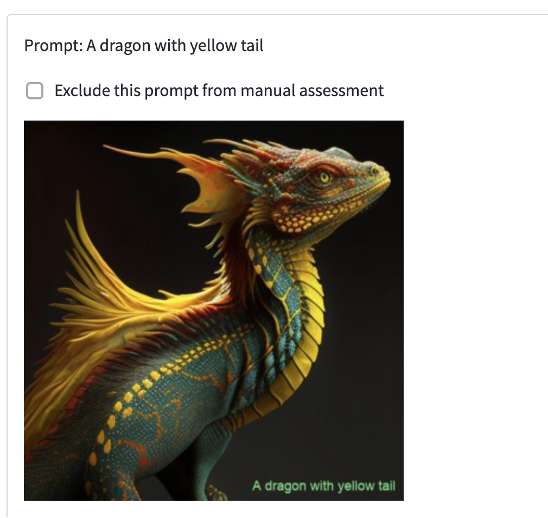 Prompt: A dragon with yellow tail
Exclude this prompt from manual assessment
A dragon with yellow tail